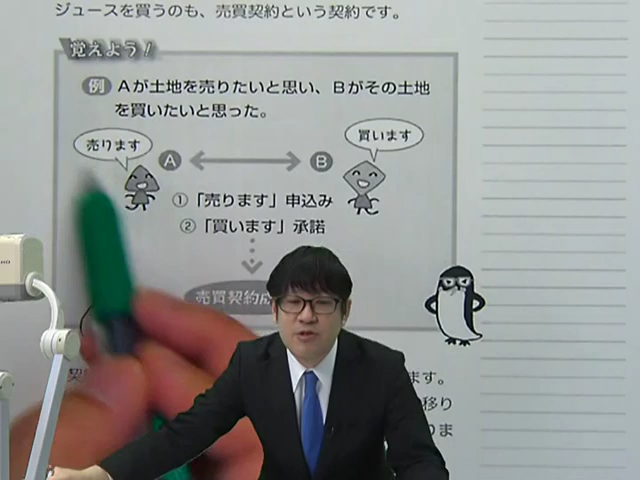 ジュースを買うのも、売買契約という契約です。
覚えよう!
例 Aが土地を売りたいと思い、Bがその土地
を買いたいと思った。
売ります
買います
A
B
①「売ります」申込み
②「買います」承諾
売買契約
ます。
移り
りま